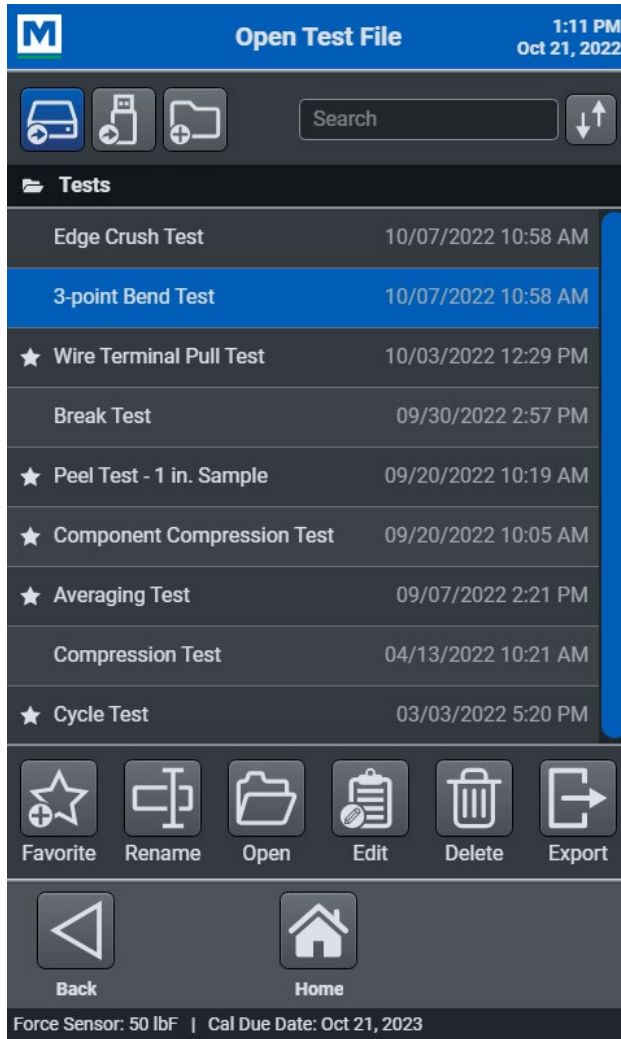 M
Open Test File
1:11 PM
Oct 21, 2022
Search
Tests
Edge Crush Test 10/07/2022 10:58 AM
3-point Bend Test 10/07/2022 10:58 AM
Wire Terminal Pull Test 10/03/2022 12:29 PM
Break Test 09/30/2022 2:57 PM
Peel Test - 1 in. Sample 09/20/2022 10:19 AM
Component Compression Test 09/20/2022 10:05 AM
Averaging Test 09/07/2022 2:21 PM
Compression Test 04/13/2022 10:21 AM
Cycle Test 03/03/2022 5:20 PM
Favorite Rename Open Edit Delete Export
Back Home
Force Sensor: 50 lbF | Cal Due Date: Oct 21, 2023